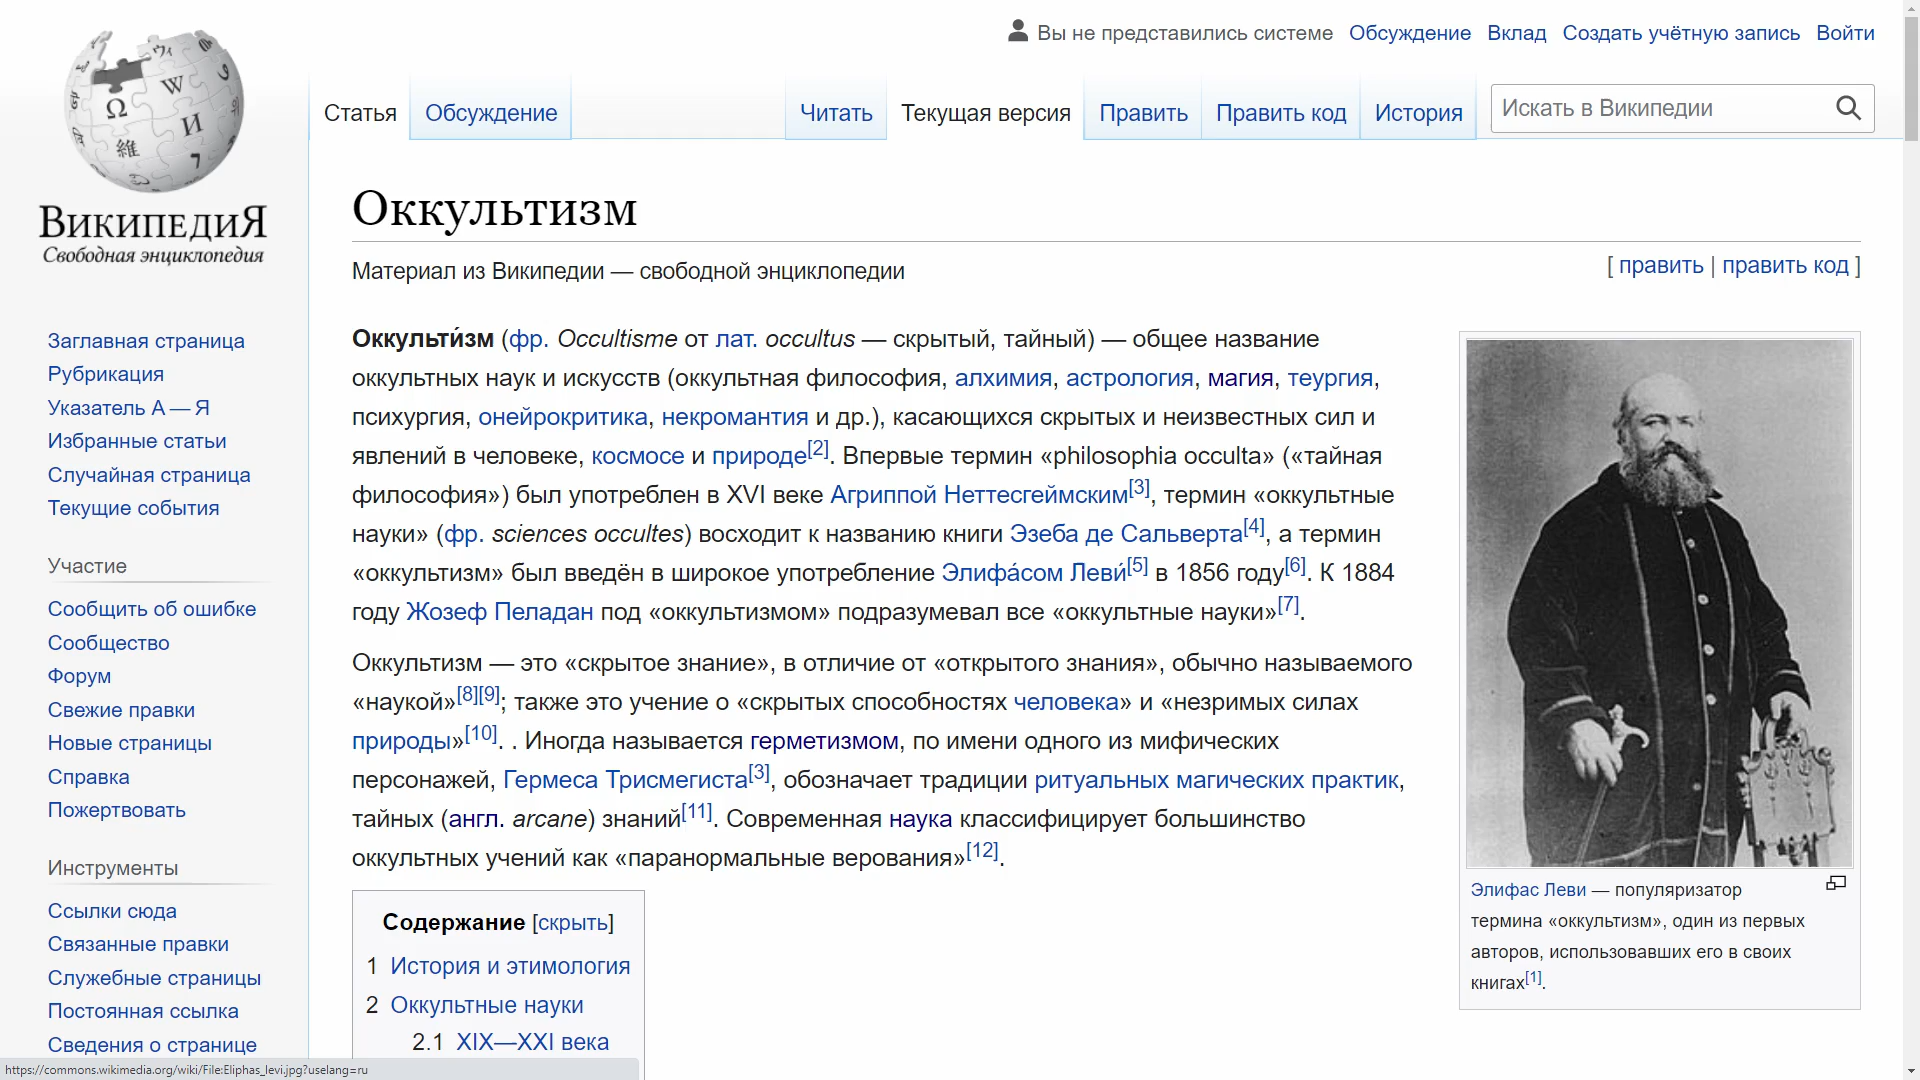 Вы не представились системе Обсуждение Вклад Создать учётную запись Войти
Статья Обсуждение Читать Текущая версия Править Править код История Искать в Википедии
ВикипедиЯ
Свободная энциклопедия
Заглавная страница
Рубрикация
Указатель А — Я
Избранные статьи
Случайная страница
Текущие события
Участие
Сообщить об ошибке
Сообщество
Форум
Свежие правки
Новые страницы
Справка
Пожертвовать
Инструменты
Ссылки сюда
Связанные правки
Служебные страницы
Постоянная ссылка
Сведения о странице
Оккультизм
Материал из Википедии — свободной энциклопедии
[ править | править код ]
Оккульти́зм (фр. Occultisme от лат. occultus — скрытый, тайный) — общее название
оккультных наук и искусств (оккультная философия, алхимия, астрология, магия, теургия,
психургия, онейрокритика, некромантия и др.), касающихся скрытых и неизвестных сил и
явлений в человеке, космосе и природе[2]. Впервые термин «philosophia occulta» («тайная
философия») был употреблен в XVI веке Агриппой Неттесгеймским[3], термин «оккультные
науки» (фр. sciences occultes) восходит к названию книги Эзеба де Сальверта[4], а термин
«оккультизм» был введён в широкое употребление Элифа́сом Леви́[5] в 1856 году[6]. К 1884
году Жозеф Пеладан под «оккультизмом» подразумевал все «оккультные науки»[7].
Оккультизм — это «скрытое знание», в отличие от «открытого знания», обычно называемого
«наукой»[8][9]; также это учение о «скрытых способностях человека» и «незримых силах
природы»[10]. . Иногда называется герметизмом, по имени одного из мифических
персонажей, Гермеса Трисмегиста[3], обозначает традиции ритуальных магических практик,
тайных (англ. arcane) знаний[11]. Современная наука классифицирует большинство
оккультных учений как «паранормальные верования»[12].
Элифас Леви — популяризатор
термина «оккультизм», один из первых
авторов, использовавших его в своих
книгах[1].
Содержание [скрыть]
1 История и этимология
2 Оккультные науки
2.1 XIX—XXI века
https://commons.wikimedia.org/wiki/File:Eliphas_levi.jpg?uselang=ru